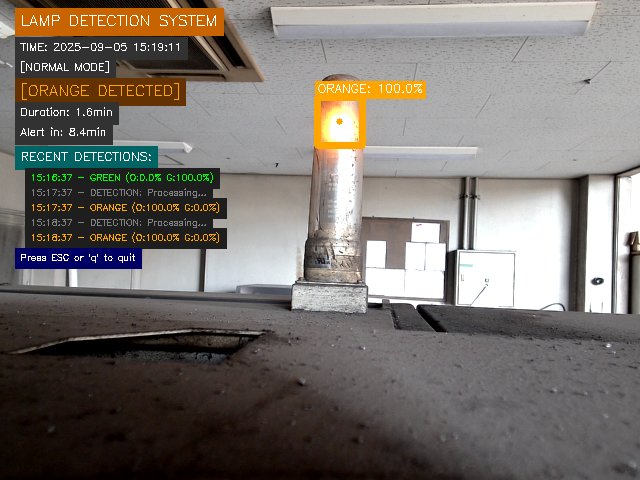 LAMP DETECTION SYSTEM
TIME: 2025-09-05 15:19:11
[NORMAL MODE]
[ORANGE DETECTED]
Duration: 1.6min
Alert in: 8.4min
RECENT DETECTIONS:
15:16:37 - GREEN (O:0.0% G:100.0%)
15:17:37 - DETECTION: Processing...
15:17:37 - ORANGE (O:100.0% G:0.0%)
15:18:37 - DETECTION: Processing...
15:18:37 - ORANGE (O:100.0% G:0.0%)
Press ESC or 'q' to quit
ORANGE: 100.0%